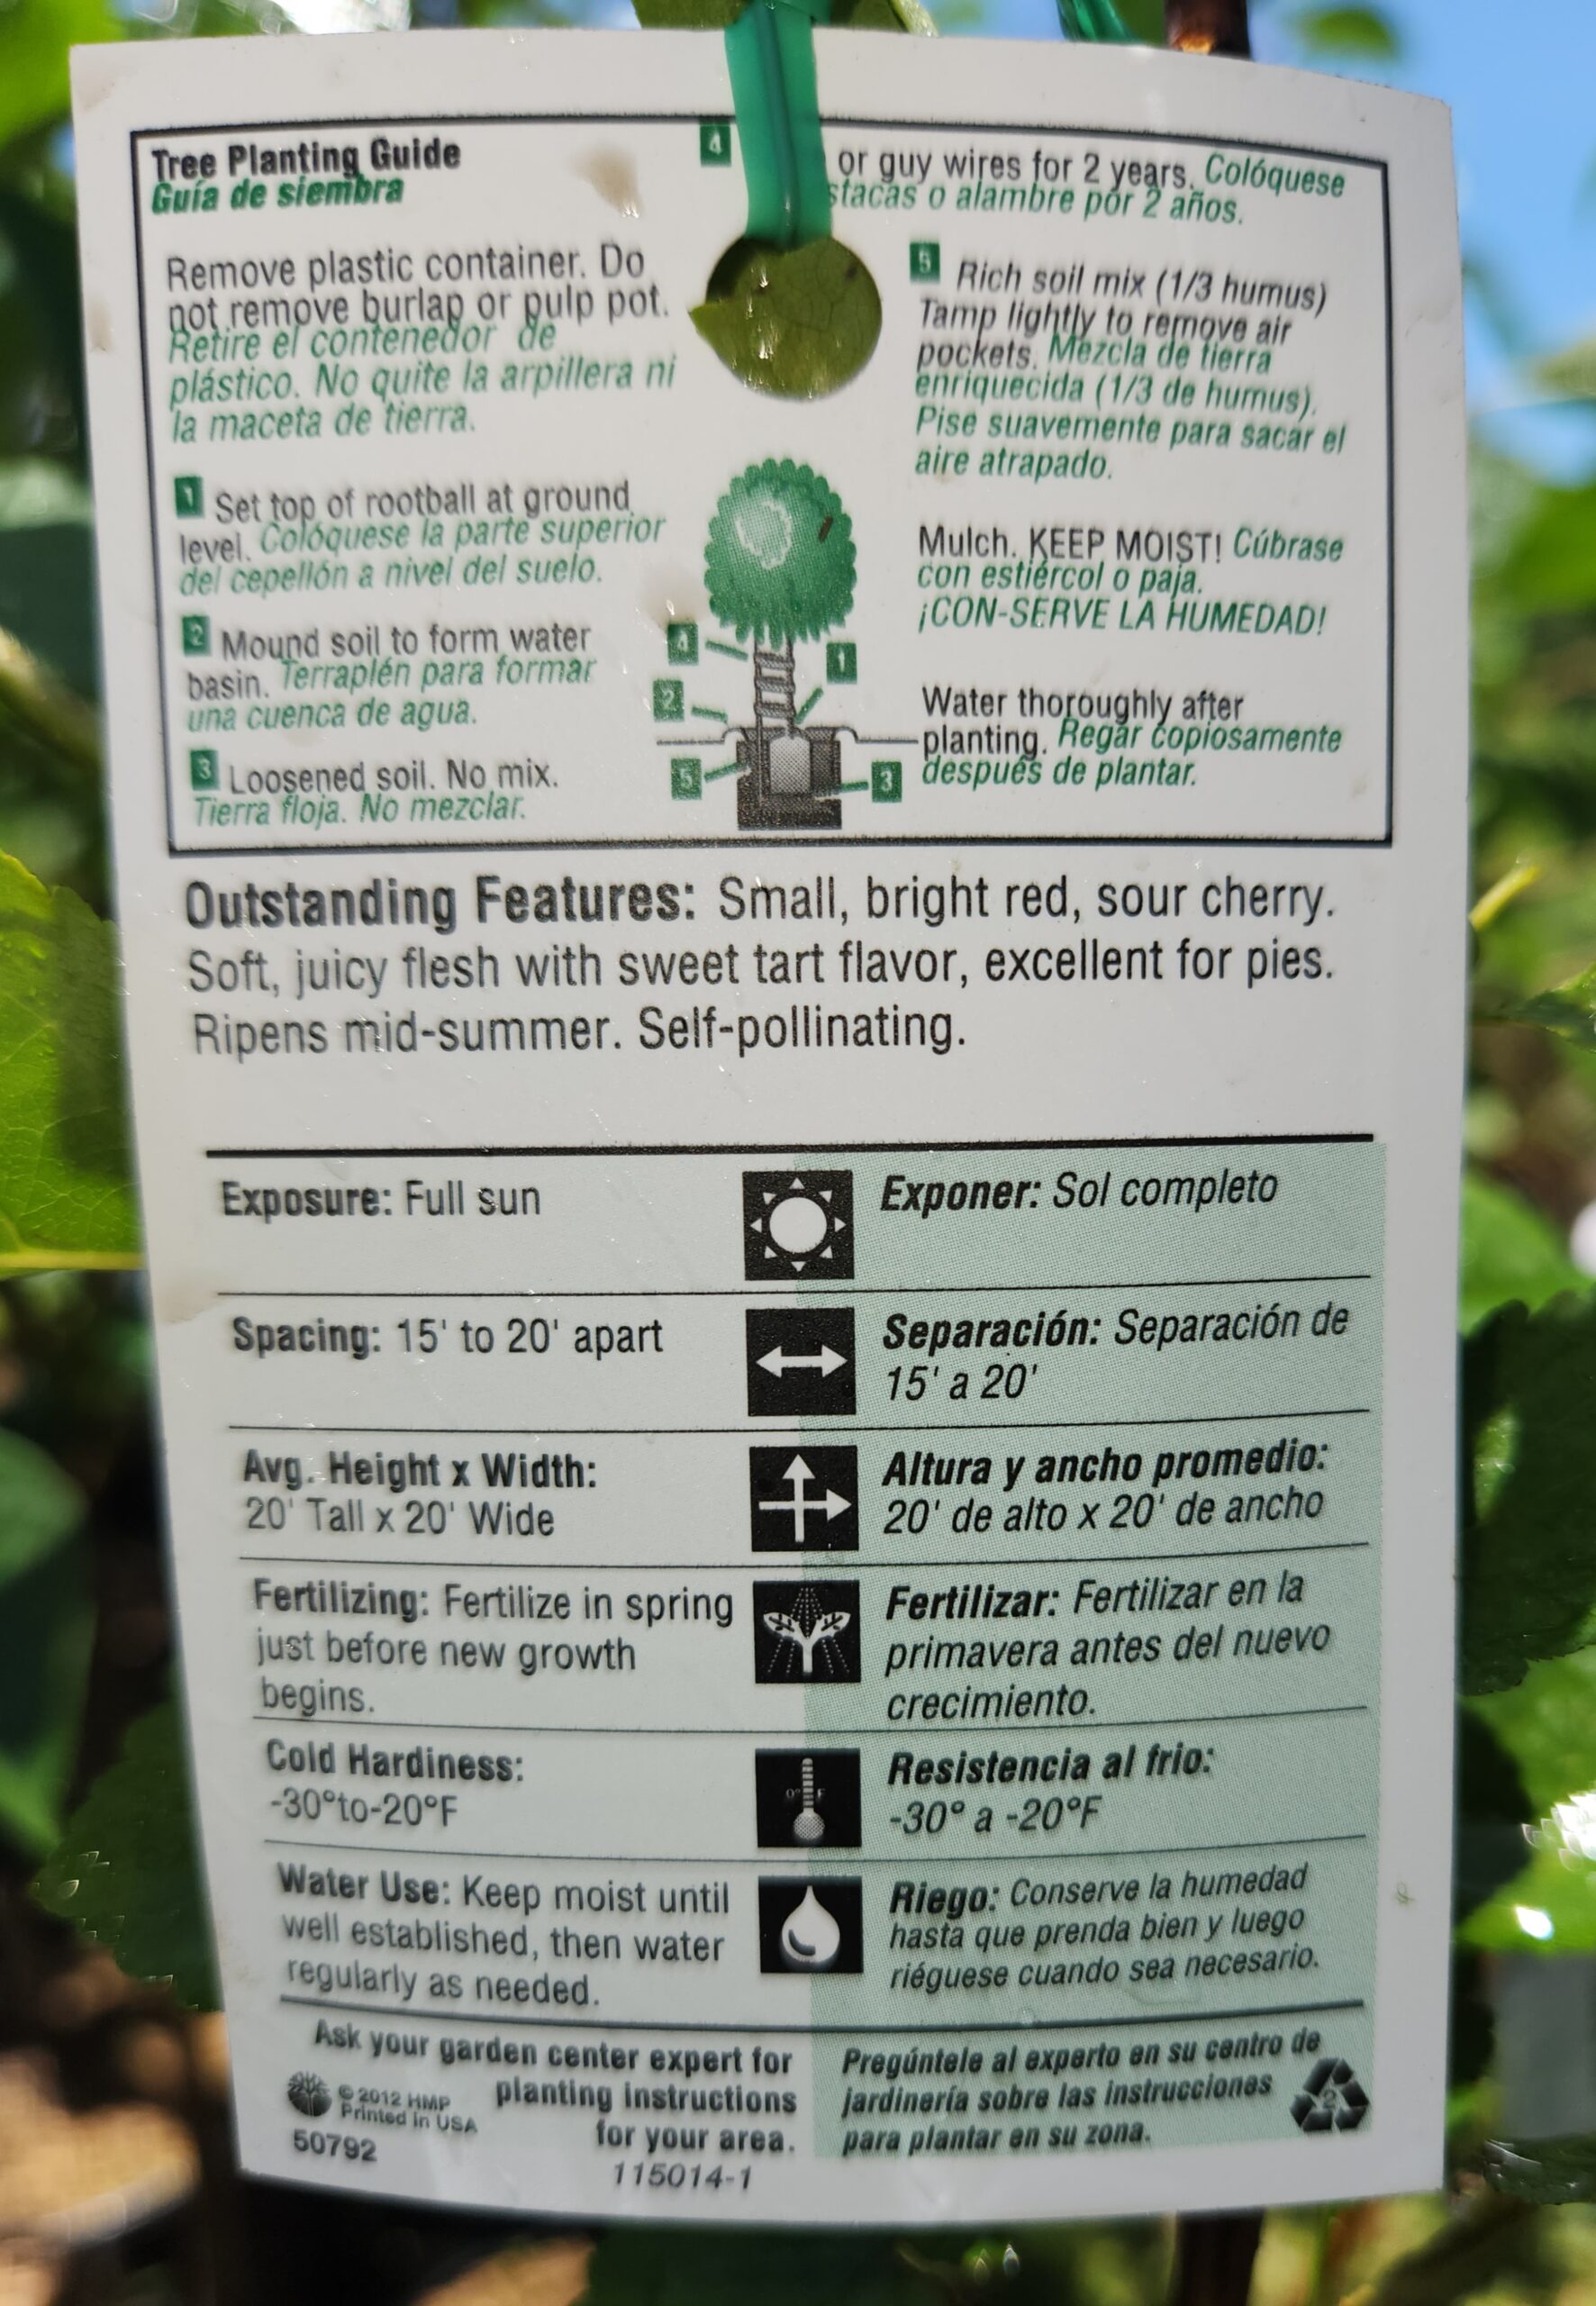 Tree Planting Guide
Guía de siembra
Remove plastic container. Do
not remove burlap or pulp pot.
Retire el contenedor de
plástico. No quite la arpillera ni
la maceta de tierra.
1 Set top of rootball at ground
level. Colóquese la parte superior
del cepellón a nivel del suelo.
2 Mound soil to form water
basin. Terraplén para formar
una cuenca de agua.
3 Loosened soil. No mix.
Tierra floja. No mezclar.
4 or guy wires for 2 years. Colóquese
stacas o alambre por 2 años.
5 Rich soil mix (1/3 humus)
Tamp lightly to remove air
pockets. Mezcla de tierra
enriquecida (1/3 de humus).
Pise suavemente para sacar el
aire atrapado.
Mulch. KEEP MOIST! Cúbrase
con estiércol o paja.
¡CON-SERVE LA HUMEDAD!
Water thoroughly after
planting. Regar copiosamente
después de plantar.
4
1
2
5
3
Outstanding Features: Small, bright red, sour cherry.
Soft, juicy flesh with sweet tart flavor, excellent for pies.
Ripens mid-summer. Self-pollinating.
Exposure: Full sun
Exponer: Sol completo
Spacing: 15' to 20' apart
Separación: Separación de
15' a 20'
Avg. Height x Width:
20' Tall x 20' Wide
Altura y ancho promedio:
20' de alto x 20' de ancho
Fertilizing: Fertilize in spring
just before new growth
begins.
Fertilizar: Fertilizar en la
primavera antes del nuevo
crecimiento.
Cold Hardiness:
-30°to-20°F
0° F
Resistencia al frio:
-30° a -20°F
Water Use: Keep moist until
well established, then water
regularly as needed.
Riego: Conserve la humedad
hasta que prenda bien y luego
riéguese cuando sea necesario.
Ask your garden center expert for
planting instructions
for your area.
© 2012 HMP
Printed in USA
50792
115014-1
Pregúntele al experto en su centro de
jardinería sobre las instrucciones
para plantar en su zona.
2